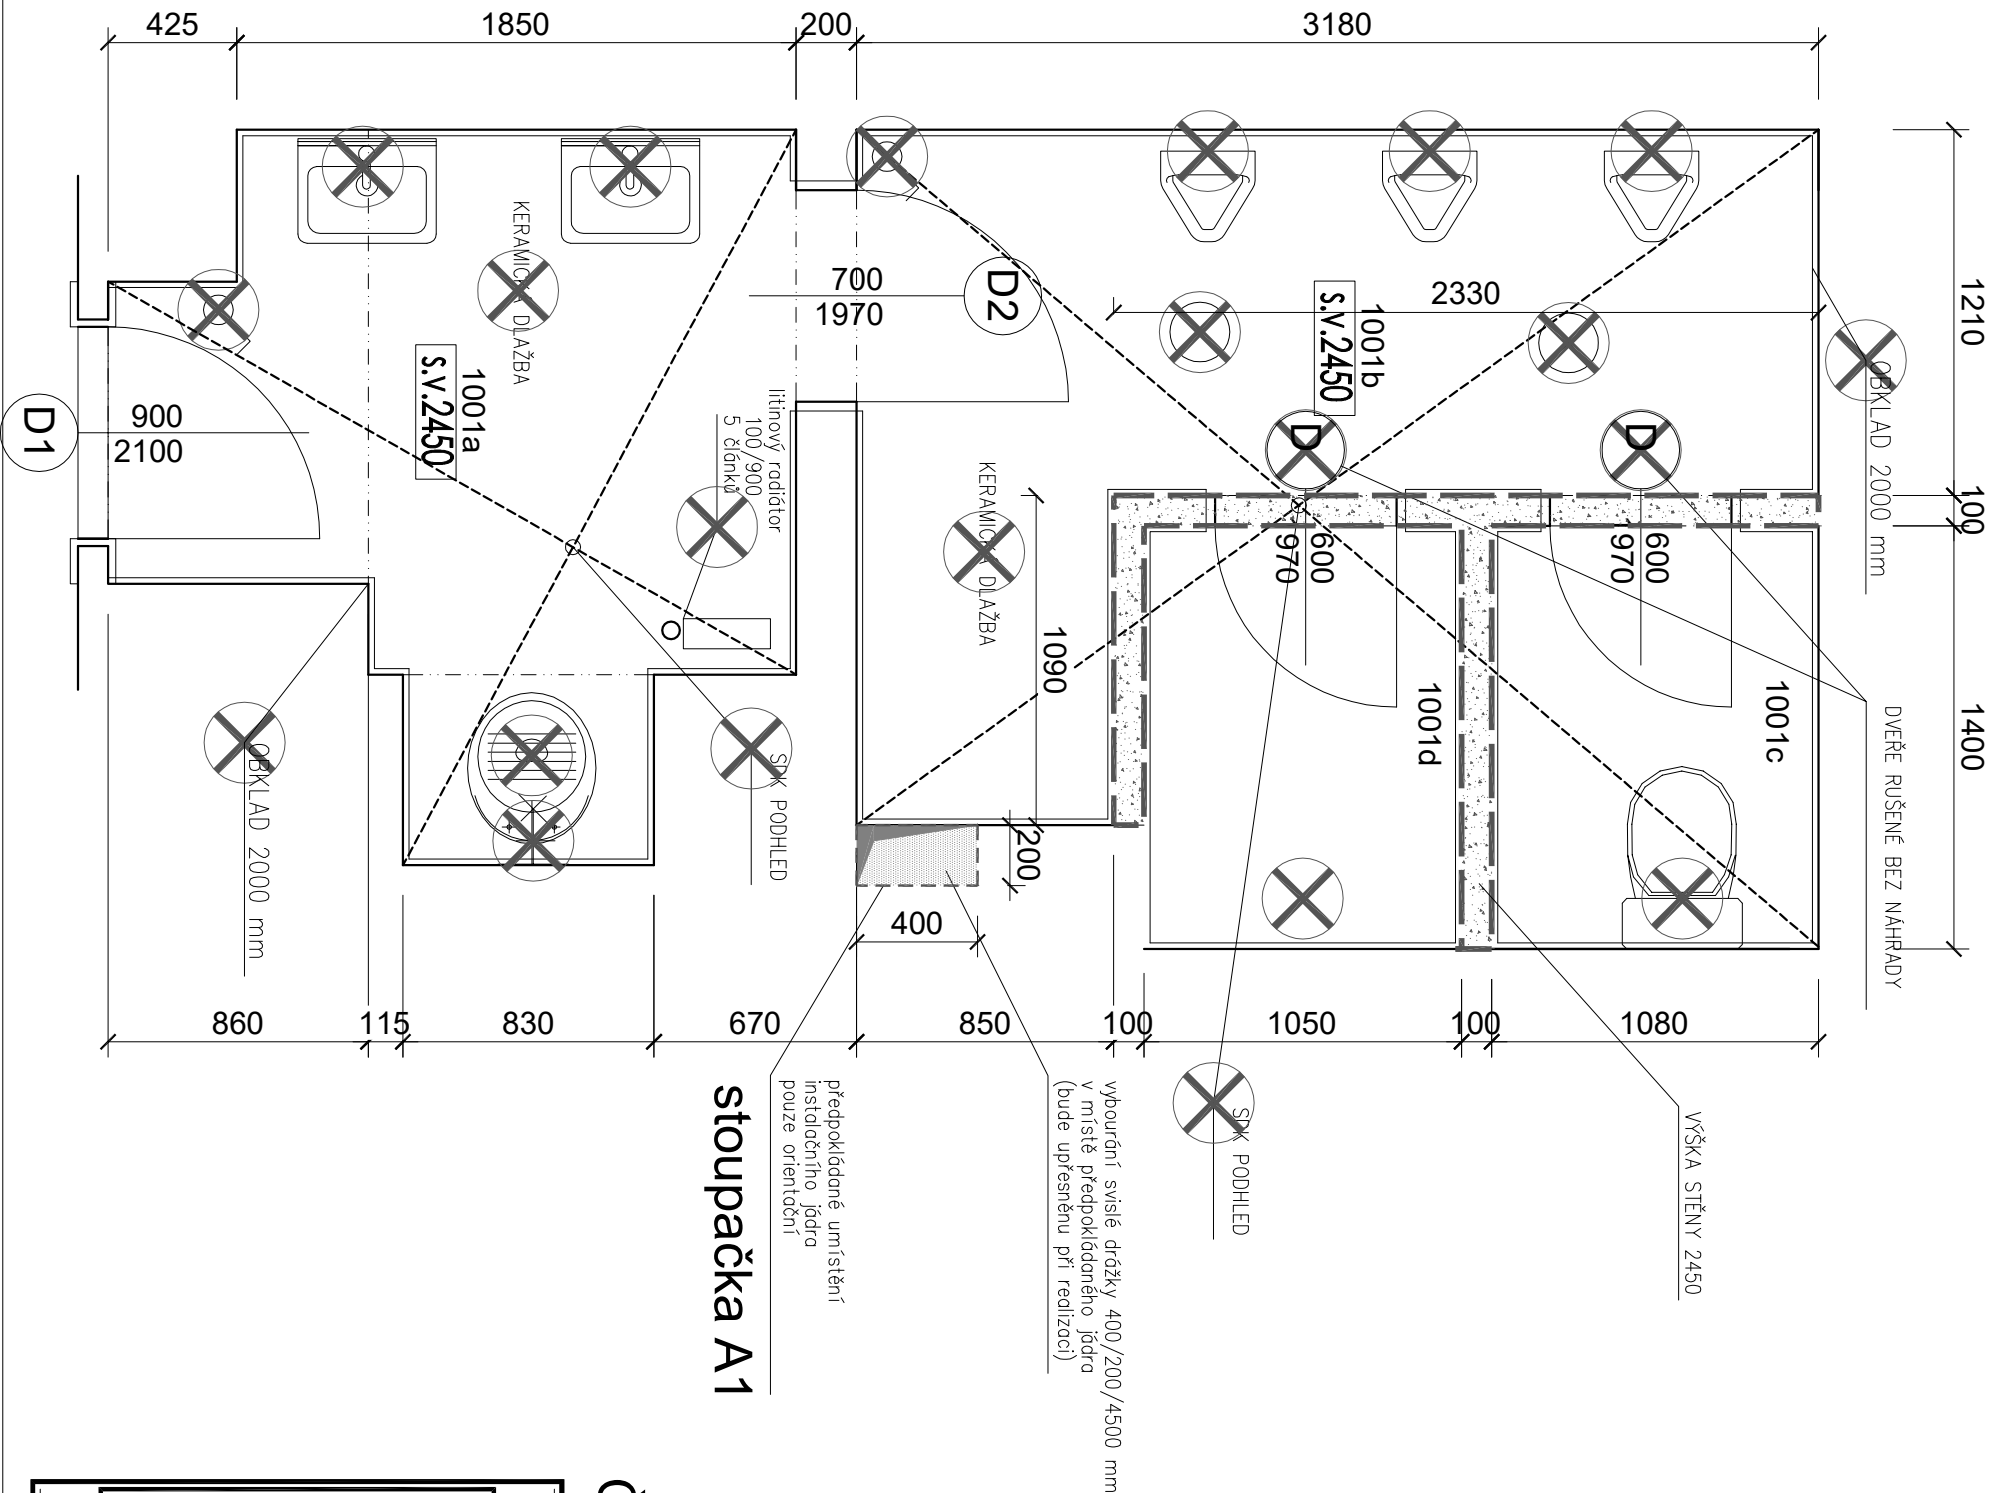 425
1850
200
3180
1210
100
1400
KERAMICKÁ DLAŽBA
700
1970
D2
2330
1001b
s.v.2450
OBKLAD 2000 mm
D1
900
2100
1001a
s.v.2450
litinový radiátor
100/900
5 článků
D
D
KERAMICKÁ DLAŽBA
600
970
600
970
1090
1001d
1001c
DVEŘE RUŠENÉ BEZ NÁHRADY
OBKLAD 2000 mm
SDK PODHLED
200
400
860
115
830
670
850
100
1050
100
1080
stoupačka A1
předpokládané umístění
instalačního jádra
pouze orientační
vybourání svislé drážky 400/200/4500 mm
v místě předpokládaného jádra
(bude upřesněnu při realizaci)
SDK PODHLED
VÝŠKA STĚNY 2450